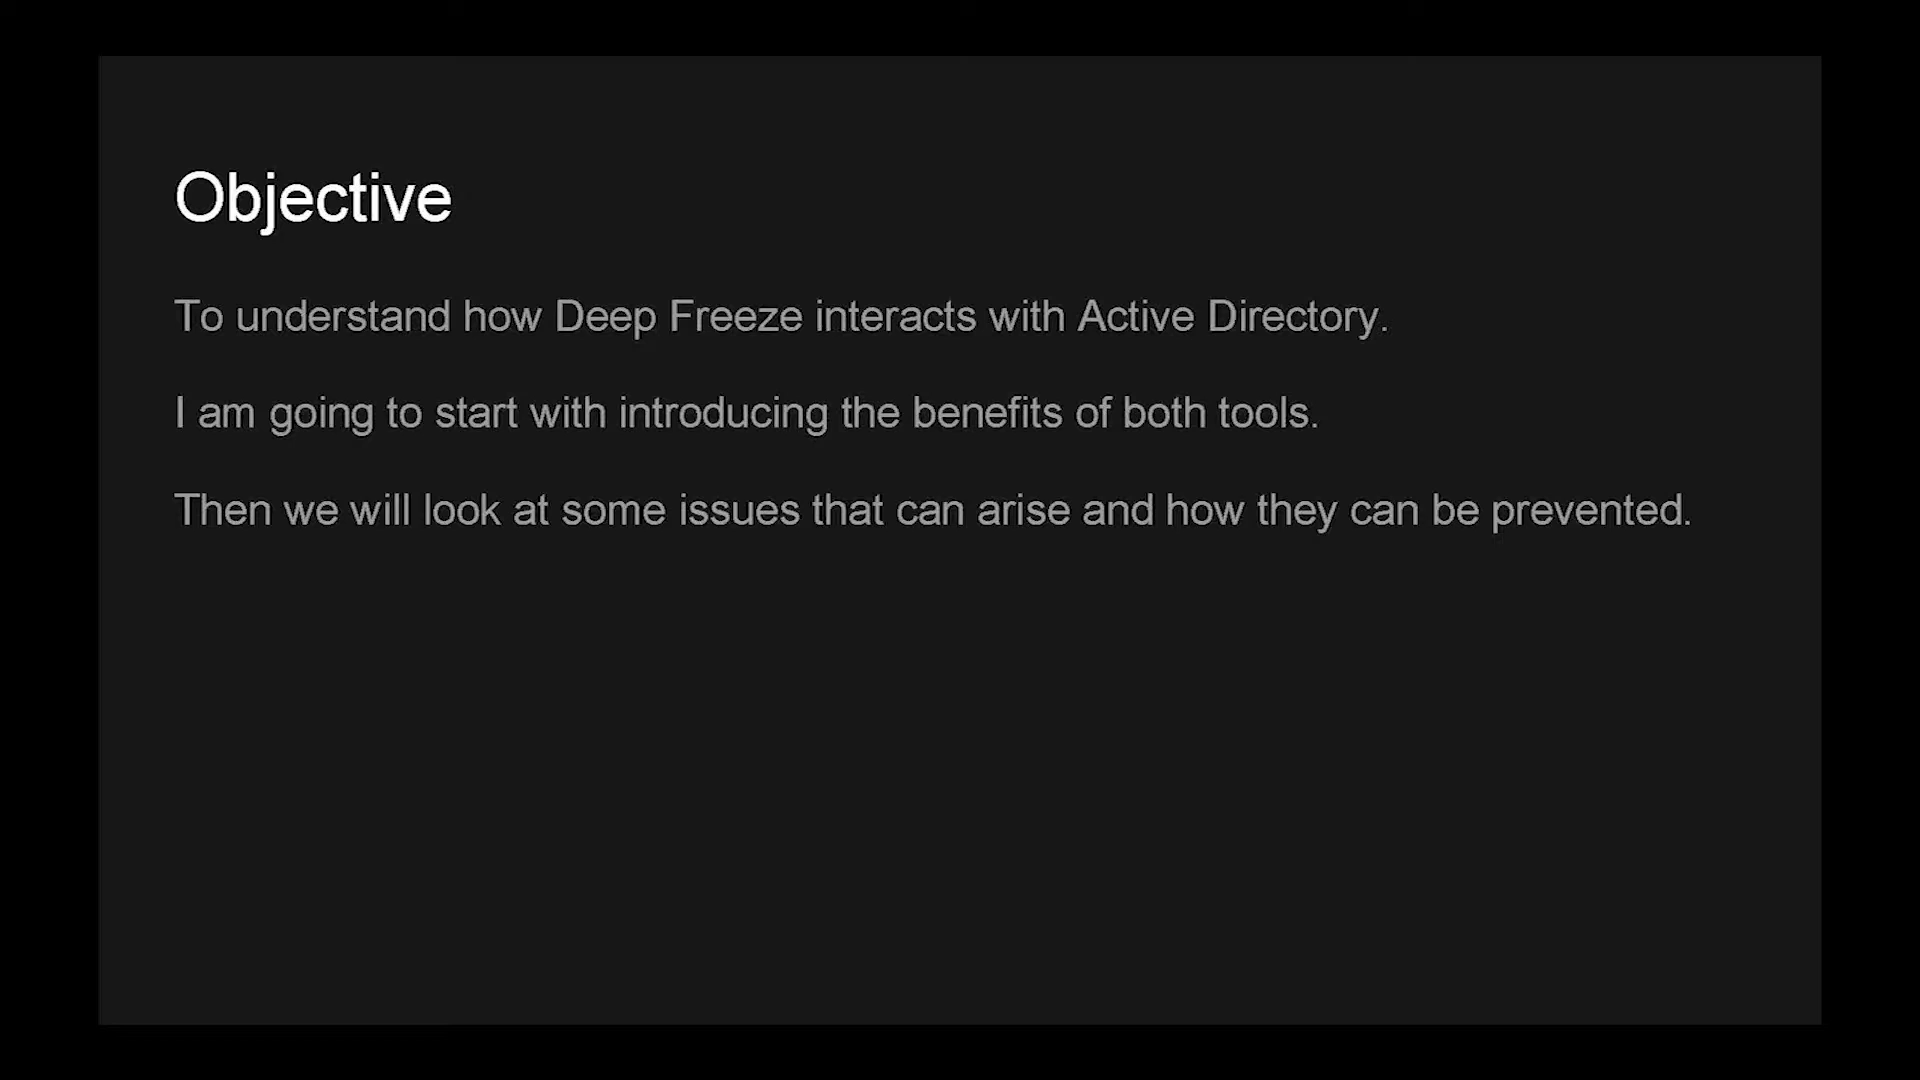 Objective
To understand how Deep Freeze interacts with Active Directory.
I am going to start with introducing the benefits of both tools.
Then we will look at some issues that can arise and how they can be prevented.